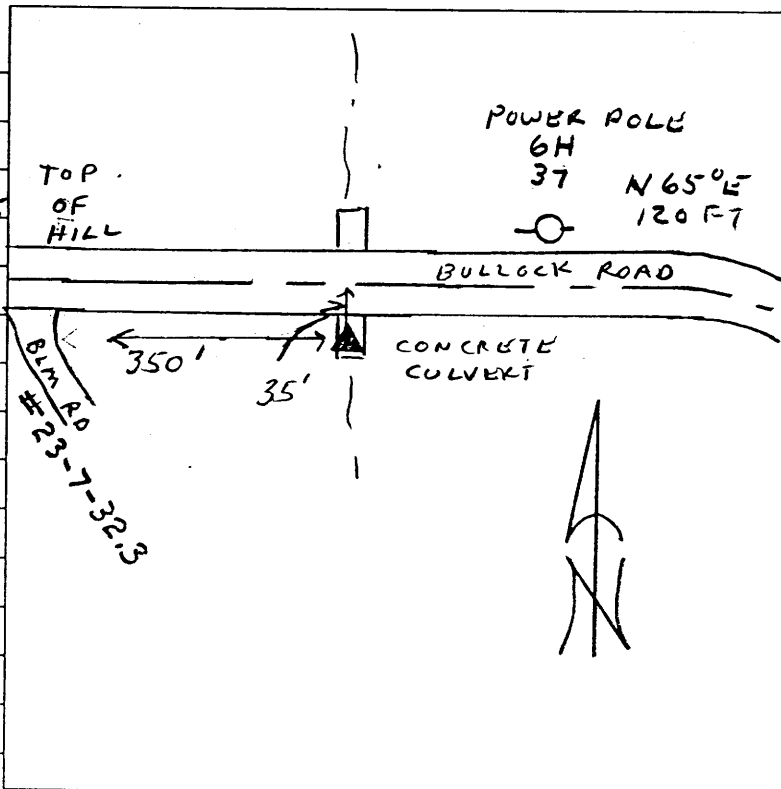 POWER POLE
6H
37
N 65° E
120 FT
TOP
OF
HILL
BULLOCK ROAD
350'
35'
CONCRETE
CULVERT
BLM RD
#23-7-32.3